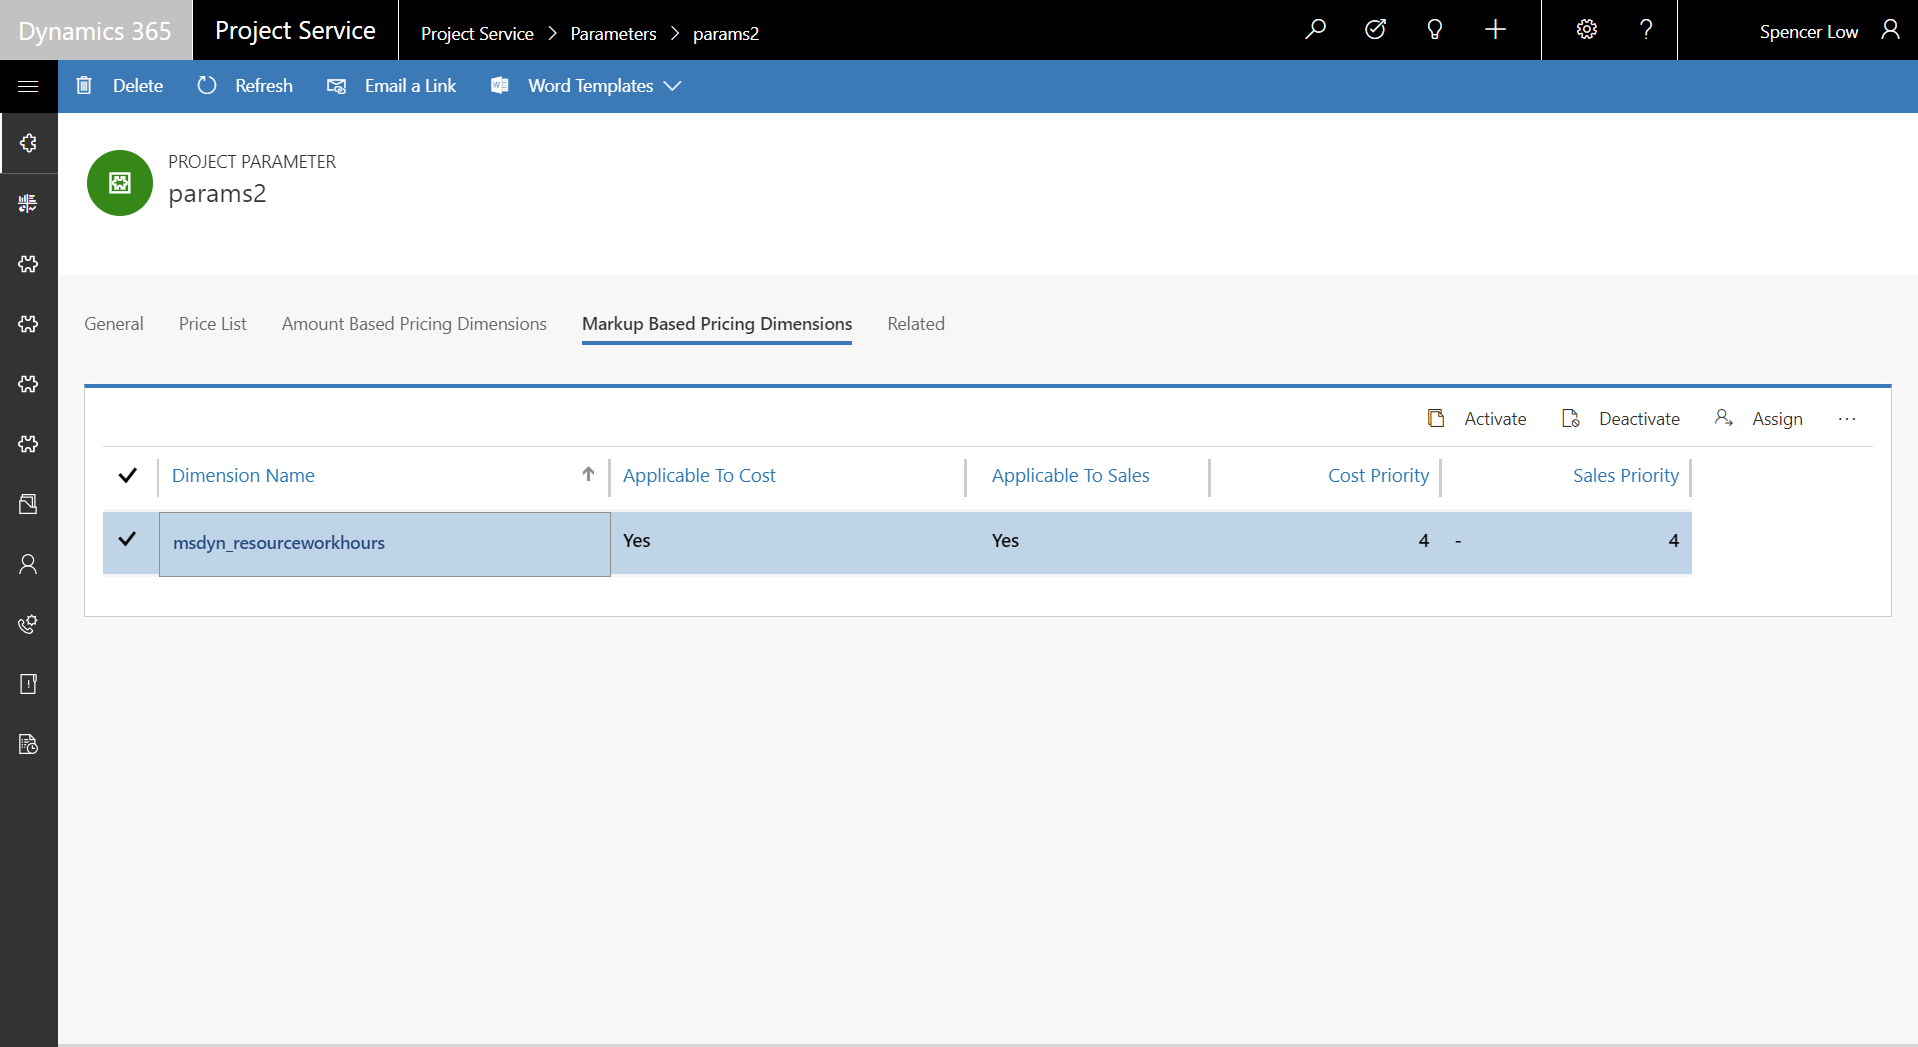 Dynamics 365
Project Service
Project Service > Parameters > params2
Spencer Low
Delete
Refresh
Email a Link
Word Templates
PROJECT PARAMETER
params2
General
Price List
Amount Based Pricing Dimensions
Markup Based Pricing Dimensions
Related
Activate
Deactivate
Assign
...
Dimension Name
Applicable To Cost
Applicable To Sales
Cost Priority
Sales Priority
msdyn_resourceworkhours
Yes
Yes
4
-
4